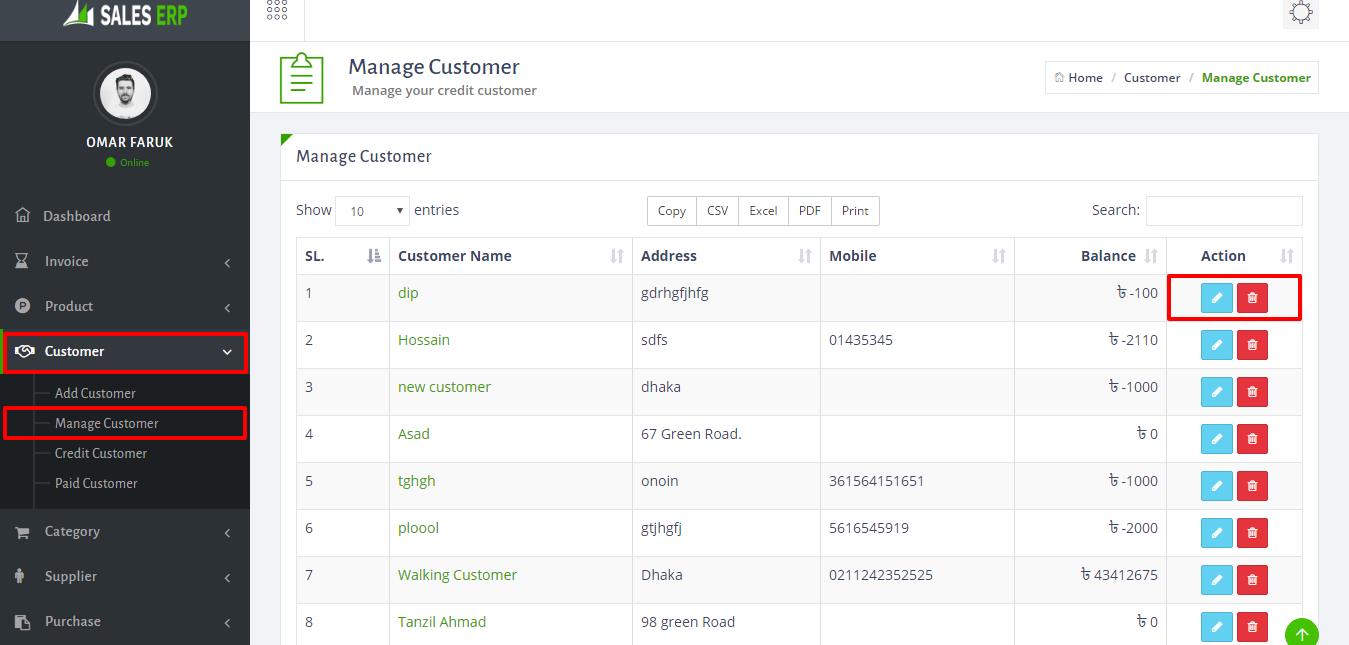 SALES ERP
OMAR FARUK
Online
Dashboard
Invoice
Product
Customer
Add Customer
Manage Customer
Credit Customer
Paid Customer
Category
Supplier
Purchase
Manage Customer
Manage your credit customer
Home / Customer / Manage Customer
Manage Customer
Show 10 entries
Copy CSV Excel PDF Print
Search:
SL. Customer Name Address Mobile Balance Action
1 dip gdrhgfjhfg ৳ -100
2 Hossain sdfs 01435345 ৳ -2110
3 new customer dhaka ৳ -1000
4 Asad 67 Green Road. ৳ 0
5 tghgh onoin 361564151651 ৳ -1000
6 ploool gtjhgfj 5616545919 ৳ -2000
7 Walking Customer Dhaka 0211242352525 ৳ 43412675
8 Tanzil Ahmad 98 green Road ৳ 0